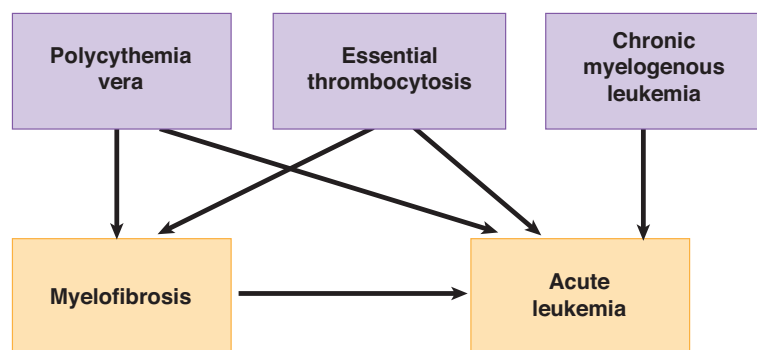 Polycythemia
vera
Essential
thrombocytosis
Chronic
myelogenous
leukemia
Myelofibrosis
Acute
leukemia